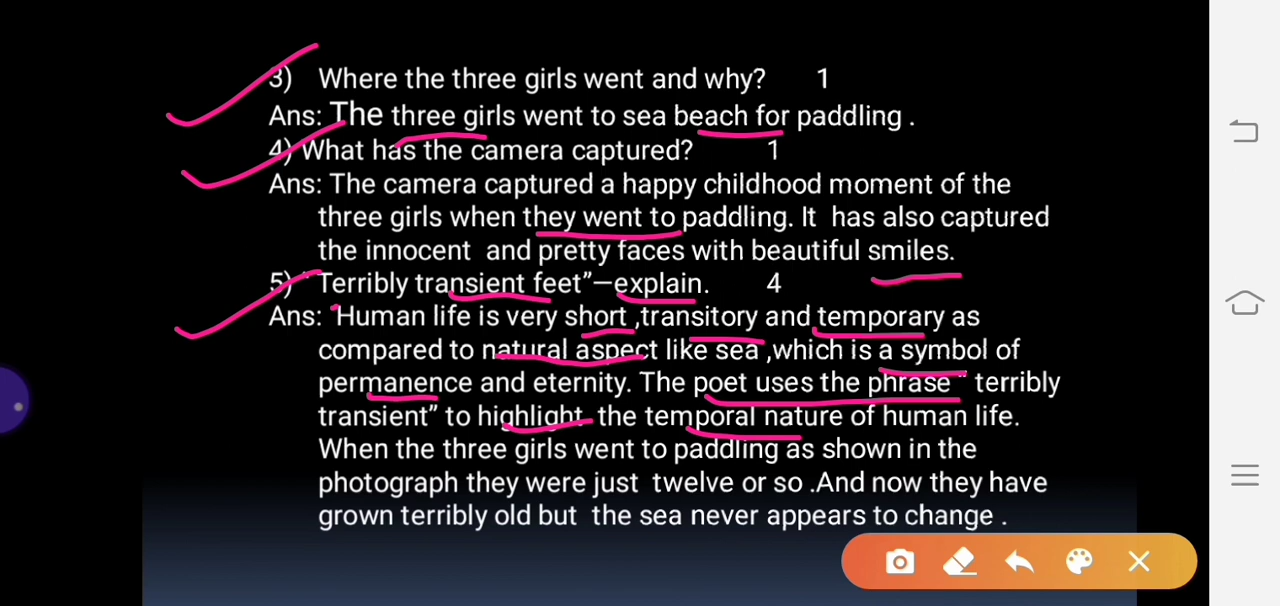 3) Where the three girls went and why? 1
Ans: The three girls went to sea beach for paddling .
4) What has the camera captured? 1
Ans: The camera captured a happy childhood moment of the
three girls when they went to paddling. It has also captured
the innocent and pretty faces with beautiful smiles.
5) “ Terribly transient feet”—explain. 4
Ans: Human life is very short ,transitory and temporary as
compared to natural aspect like sea ,which is a symbol of
permanence and eternity. The poet uses the phrase “ terribly
transient” to highlight the temporal nature of human life.
When the three girls went to paddling as shown in the
photograph they were just twelve or so .And now they have
grown terribly old but the sea never appears to change .